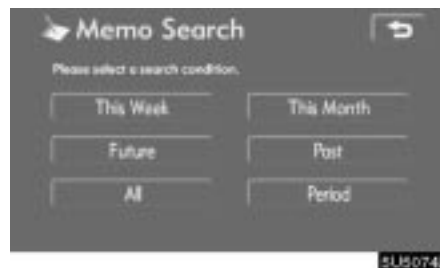 Memo Search
Please select a search condition.
This Week
This Month
Future
Past
All
Period
5U5074